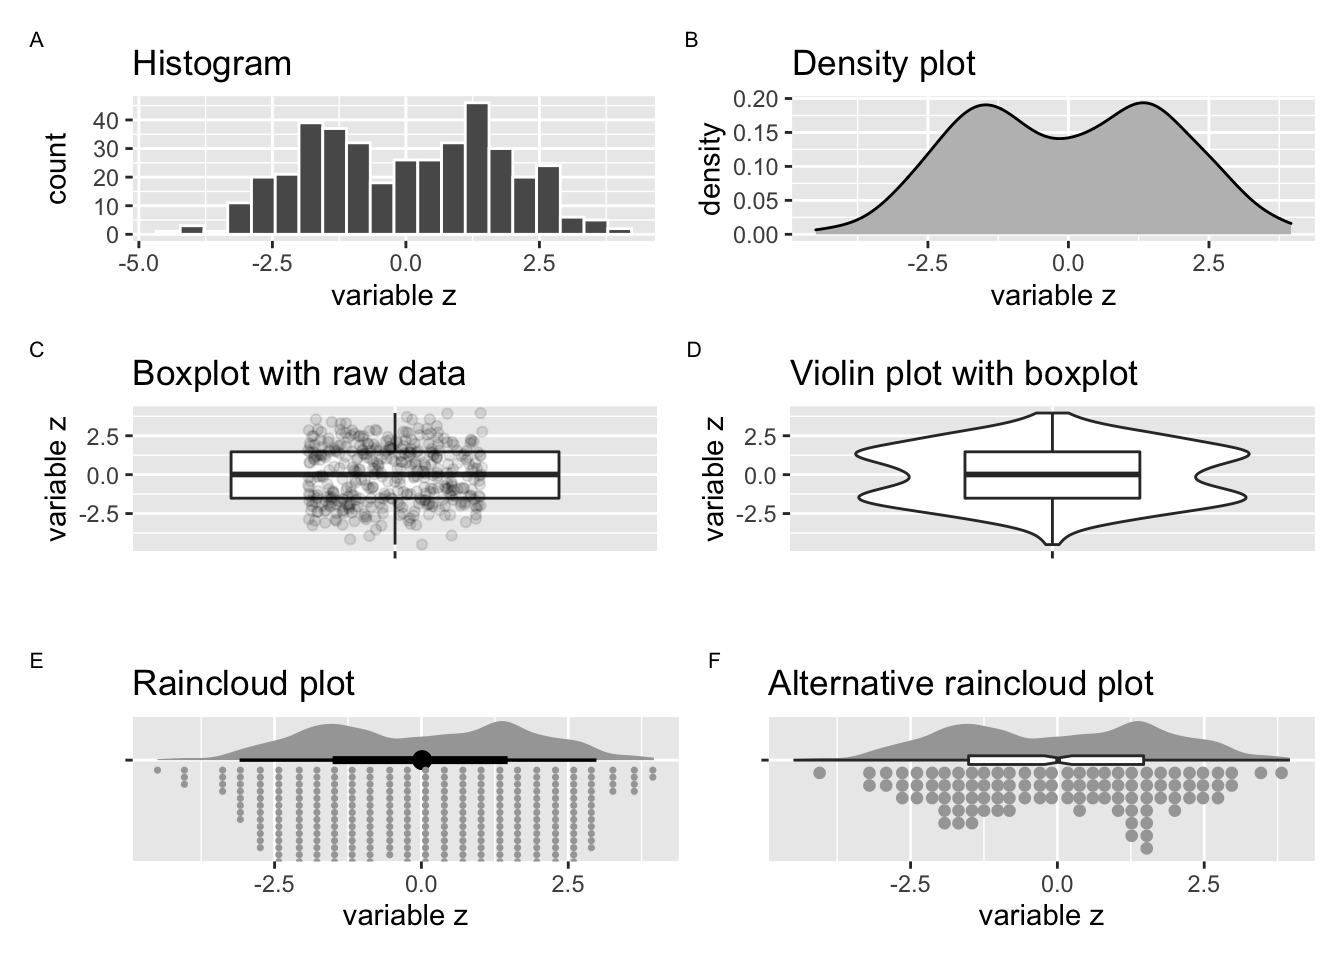 A
Histogram
count
40
30
20
10
0
-5.0 -2.5 0.0 2.5
variable z
B
Density plot
density
0.20
0.15
0.10
0.05
0.00
-2.5 0.0 2.5
variable z
C
Boxplot with raw data
variable z
2.5
0.0
-2.5
D
Violin plot with boxplot
variable z
2.5
0.0
-2.5
E
Raincloud plot
-2.5 0.0 2.5
variable z
F
Alternative raincloud plot
-2.5 0.0 2.5
variable z